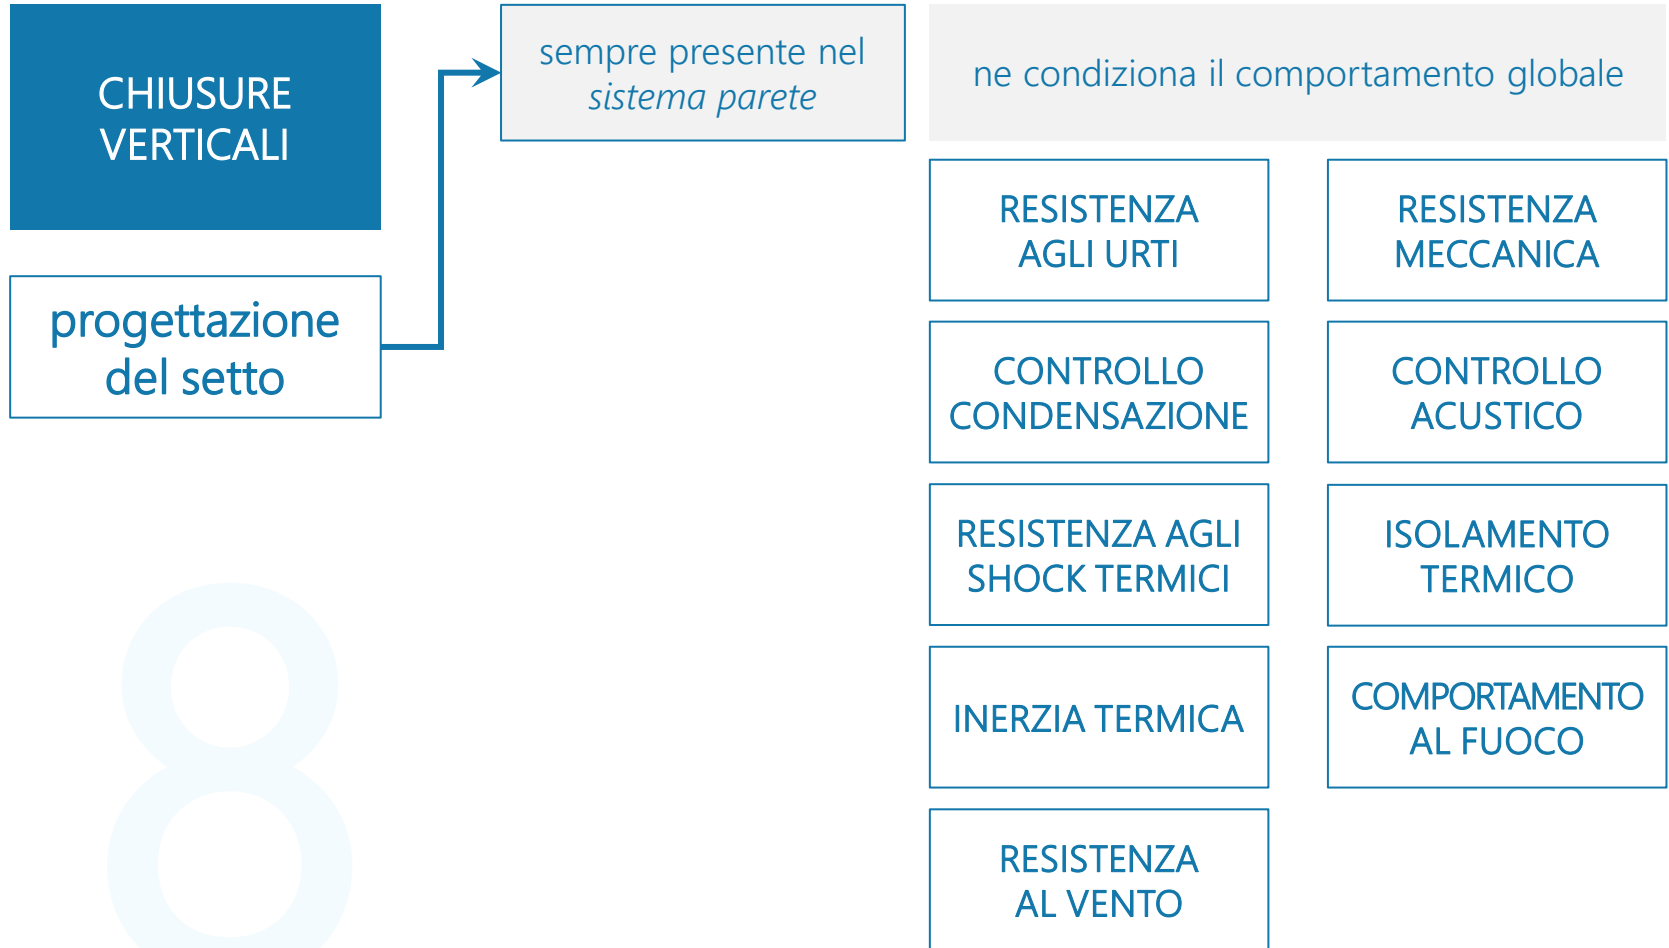 CHIUSURE
VERTICALI
progettazione
del setto
sempre presente nel
sistema parete
ne condiziona il comportamento globale
RESISTENZA
AGLI URTI
RESISTENZA
MECCANICA
CONTROLLO
CONDENSAZIONE
CONTROLLO
ACUSTICO
RESISTENZA AGLI
SHOCK TERMICI
ISOLAMENTO
TERMICO
INERZIA TERMICA
COMPORTAMENTO
AL FUOCO
RESISTENZA
AL VENTO
8